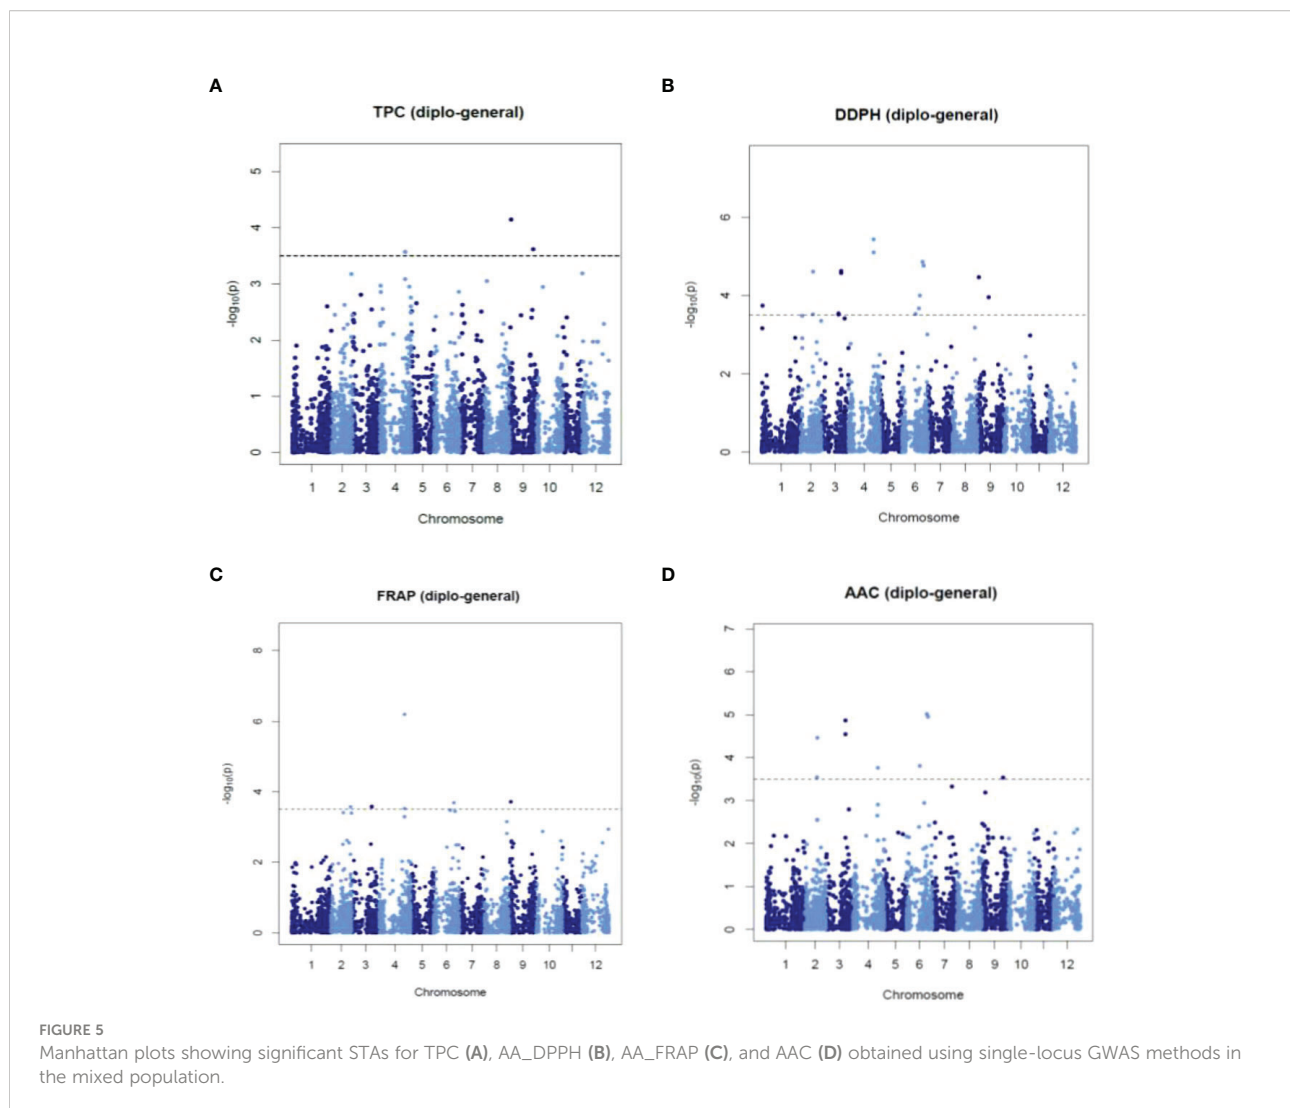 A
TPC (diplo-general)
5
4
3
2
1
0
-log10(p)
1 2 3 4 5 6 7 8 9 10 12
Chromosome
B
DDPH (diplo-general)
6
4
2
0
-log10(p)
1 2 3 4 5 6 7 8 9 10 12
Chromosome
C
FRAP (diplo-general)
8
6
4
2
0
-log10(p)
1 2 3 4 5 6 7 8 9 10 12
Chromosome
D
AAC (diplo-general)
7
6
5
4
3
2
1
0
-log10(p)
1 2 3 4 5 6 7 8 9 10 12
Chromosome
FIGURE 5
Manhattan plots showing significant STAs for TPC (A), AA_DPPH (B), AA_FRAP (C), and AAC (D) obtained using single-locus GWAS methods in
the mixed population.